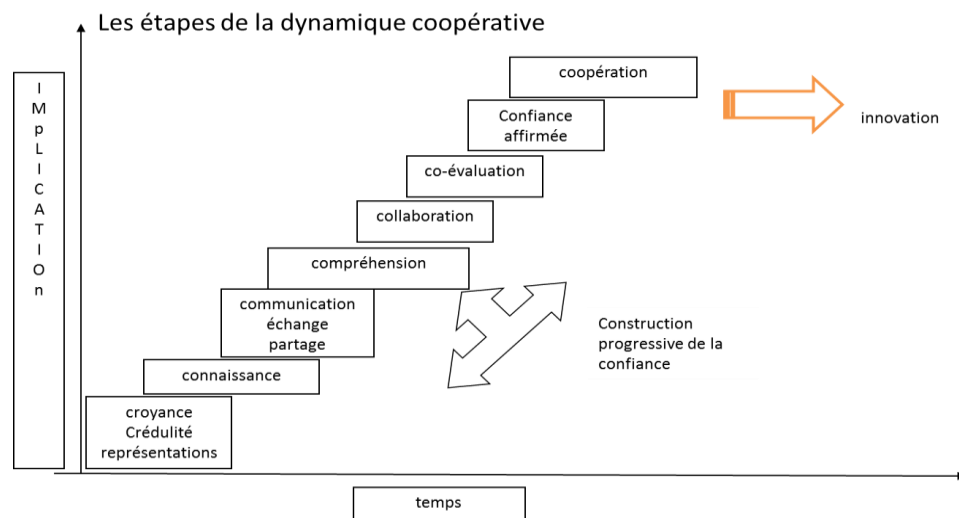 Les étapes de la dynamique coopérative
I
M
p
L
I
C
A
T
I
O
n
coopération
innovation
Confiance
affirmée
co-évaluation
collaboration
compréhension
communication
échange
partage
Construction
progressive de la
confiance
connaissance
croyance
Crédulité
représentations
temps